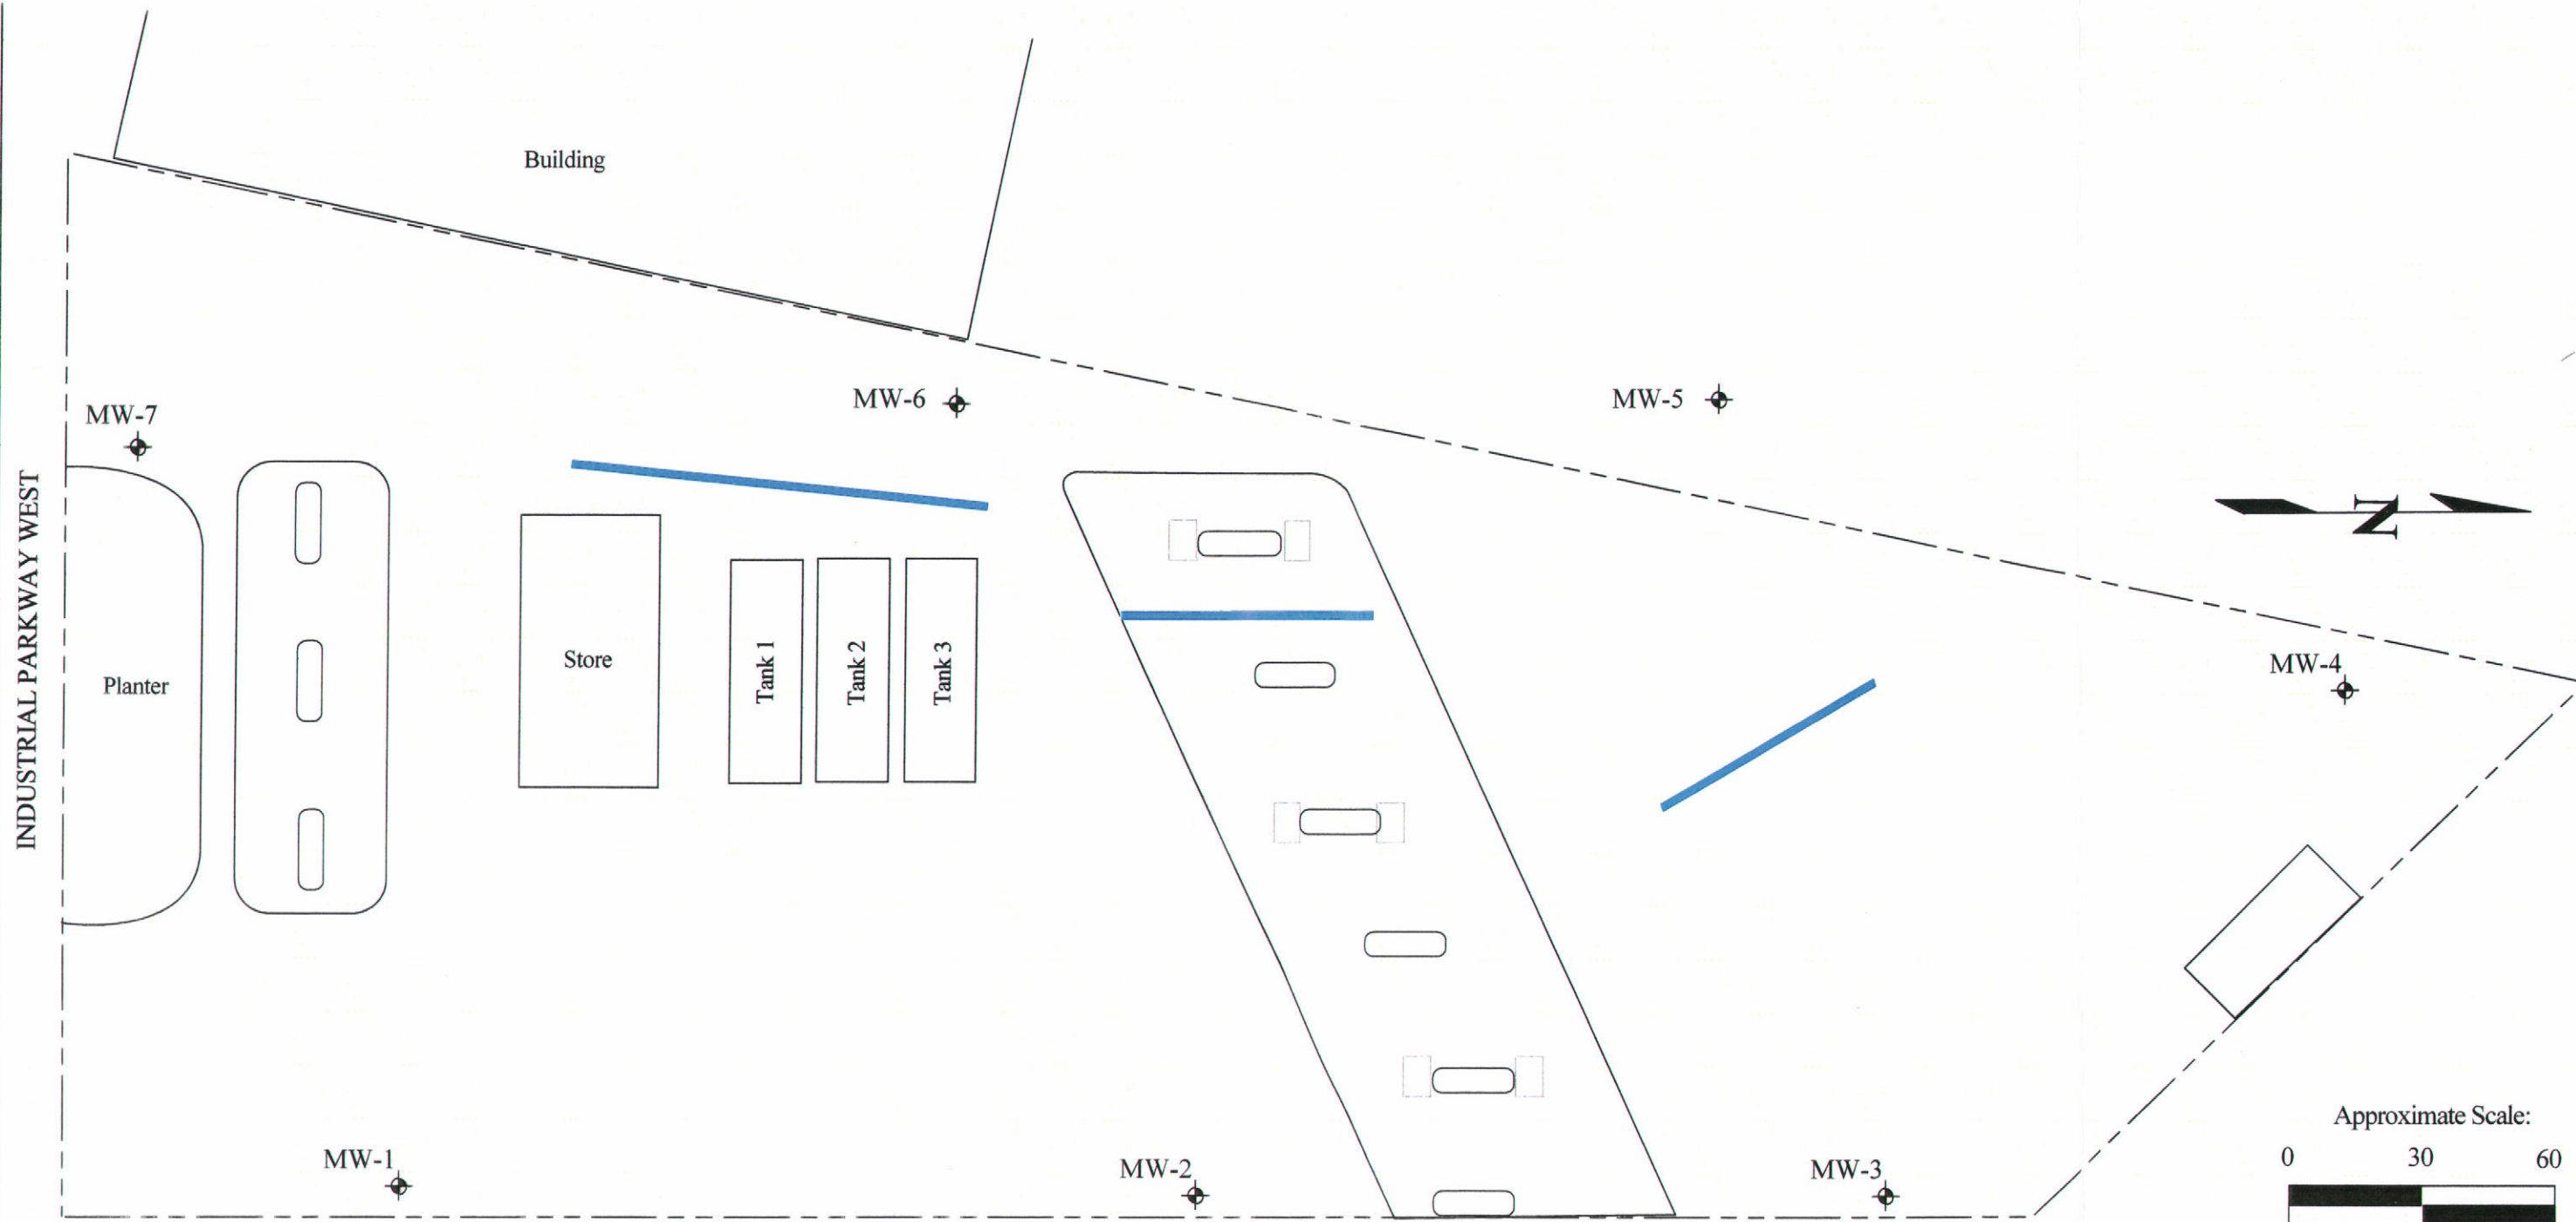 Building
MW-6
MW-5
MW-7
INDUSTRIAL PARKWAY WEST
N
Planter
Store
Tank 1
Tank 2
Tank 3
MW-4
Approximate Scale:
0 30 60
MW-1
MW-2
MW-3